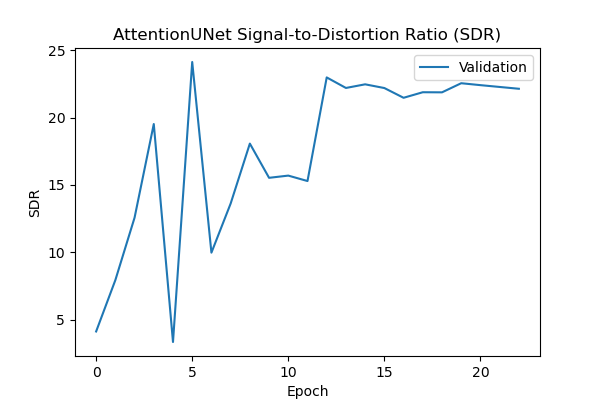 AttentionUNet Signal-to-Distortion Ratio (SDR)
25
20
15
10
5
SDR
Validation
0 5 10 15 20
Epoch